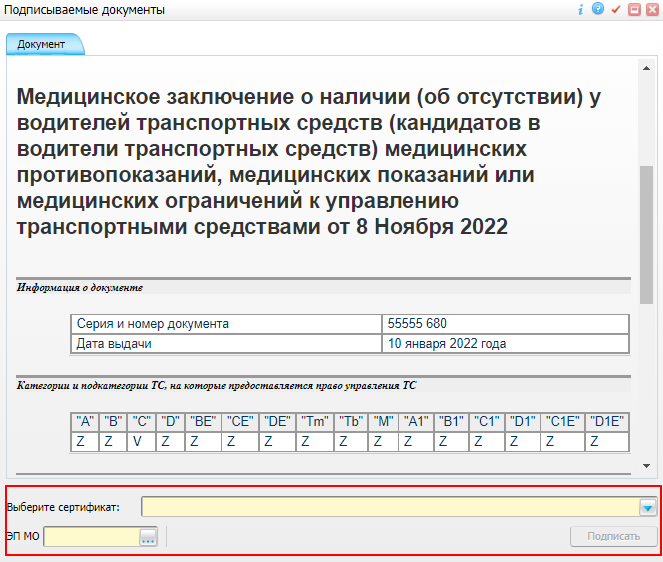 Подписываемые документы
Документ
Медицинское заключение о наличии (об отсутствии) у
водителей транспортных средств (кандидатов в
водители транспортных средств) медицинских
противопоказаний, медицинских показаний или
медицинских ограничений к управлению
транспортными средствами от 8 Ноября 2022
Информация о документе
Серия и номер документа 55555 680
Дата выдачи 10 января 2022 года
Категории и подкатегории ТС, на которые предоставляется право управления ТС
"A" "B" "C" "D" "BE" "CE" "DE" "Tm" "Tb" "M" "A1" "B1" "C1" "D1" "C1E" "D1E"
Z Z V Z Z Z Z Z Z Z Z Z Z Z Z Z
Выберите сертификат:
ЭП МО ... Подписать